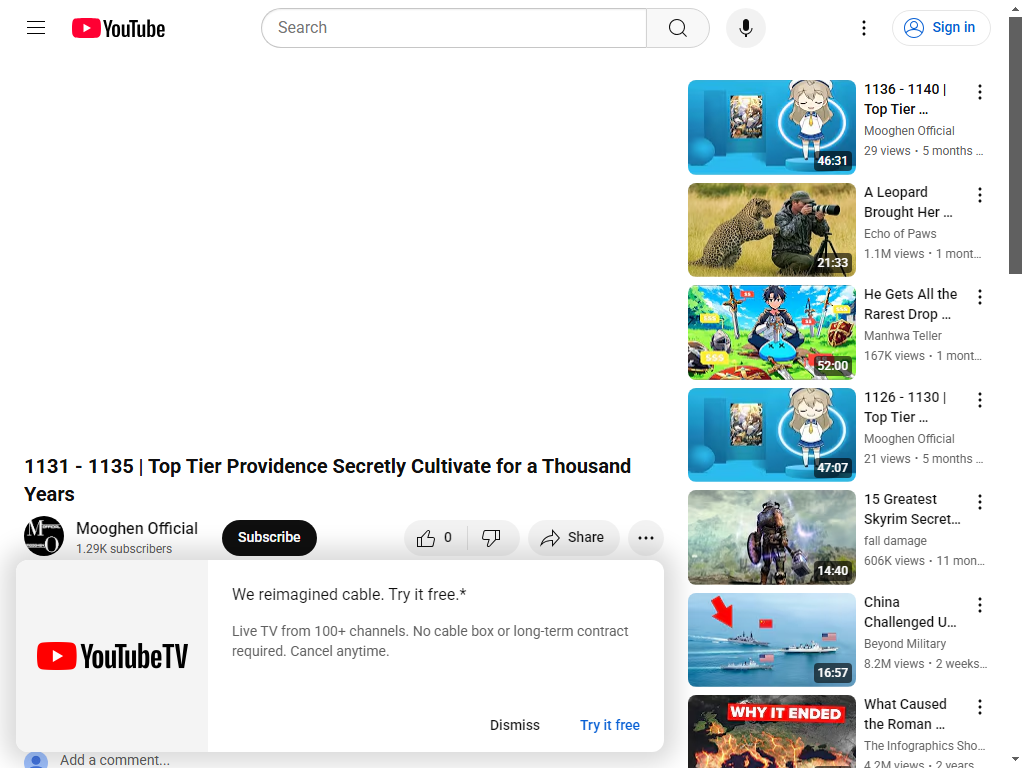 YouTube
Search
Sign in
1131 - 1135 | Top Tier Providence Secretly Cultivate for a Thousand
Years
Mooghen Official
1.29K subscribers
Subscribe
0
Share
We reimagined cable. Try it free.*
Live TV from 100+ channels. No cable box or long-term contract
required. Cancel anytime.
YouTubeTV
Dismiss
Try it free
Add a comment...
46:31
1136 - 1140 |
Top Tier ...
Mooghen Official
29 views • 5 months ...
21:33
A Leopard
Brought Her ...
Echo of Paws
1.1M views • 1 mont...
SSS
52:00
He Gets All the
Rarest Drop ...
Manhwa Teller
167K views • 1 mont...
47:07
1126 - 1130 |
Top Tier ...
Mooghen Official
21 views • 5 months ...
14:40
15 Greatest
Skyrim Secret...
fall damage
606K views • 11 mon...
16:57
China
Challenged U...
Beyond Military
8.2M views • 2 weeks...
WHY IT ENDED
What Caused
the Roman ...
The Infographics Sho...
4.2M views • 2 years